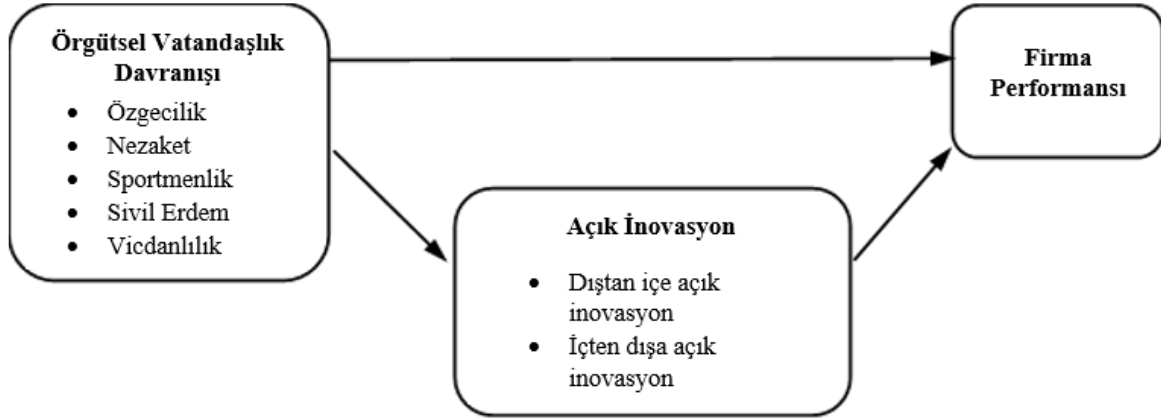 Örgütsel Vatandaşlık
Davranışı
• Özgecilik
• Nezaket
• Sportmenlik
• Sivil Erdem
• Vicdanlılık
Firma
Performansı
Açık İnovasyon
• Dıştan içe açık
inovasyon
• İçten dışa açık
inovasyon